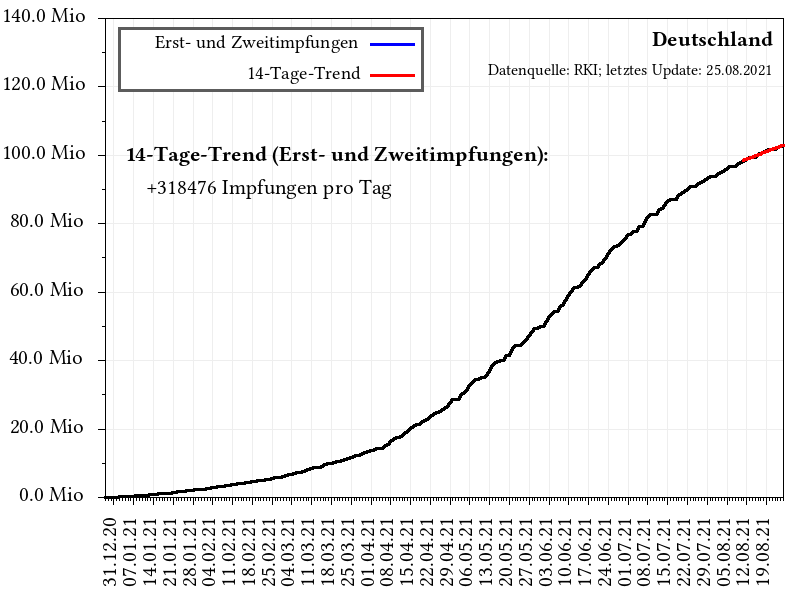 140.0 Mio
120.0 Mio
100.0 Mio
80.0 Mio
60.0 Mio
40.0 Mio
20.0 Mio
0.0 Mio
Erst- und Zweitimpfungen
14-Tage-Trend
Deutschland
Datenquelle: RKI; letztes Update: 25.08.2021
14-Tage-Trend (Erst- und Zweitimpfungen):
+318476 Impfungen pro Tag
31.12.20
07.01.21
14.01.21
21.01.21
28.01.21
04.02.21
11.02.21
18.02.21
25.02.21
04.03.21
11.03.21
18.03.21
25.03.21
01.04.21
08.04.21
15.04.21
22.04.21
29.04.21
06.05.21
13.05.21
20.05.21
27.05.21
03.06.21
10.06.21
17.06.21
24.06.21
01.07.21
08.07.21
15.07.21
22.07.21
29.07.21
05.08.21
12.08.21
19.08.21